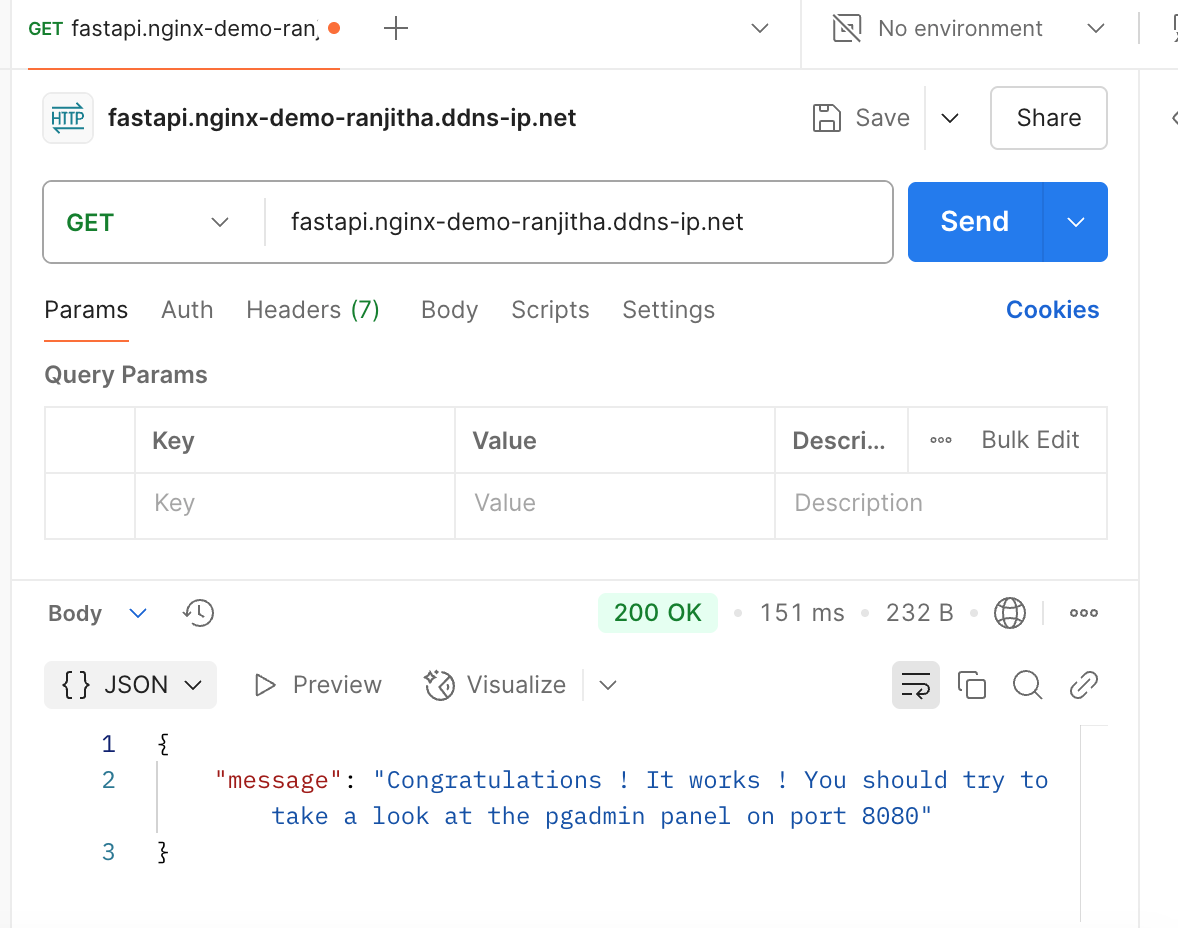 GET fastapi.nginx-demo-ranj
No environment
HTTP
fastapi.nginx-demo-ranjitha.ddns-ip.net
Save
Share
GET
fastapi.nginx-demo-ranjitha.ddns-ip.net
Send
Params Auth Headers (7) Body Scripts Settings Cookies
Query Params
Key Value Descri... Bulk Edit
Key Value Description
Body 200 OK 151 ms 232 B
{} JSON Preview Visualize
1 {
2 "message": "Congratulations ! It works ! You should try to
take a look at the pgadmin panel on port 8080"
3 }